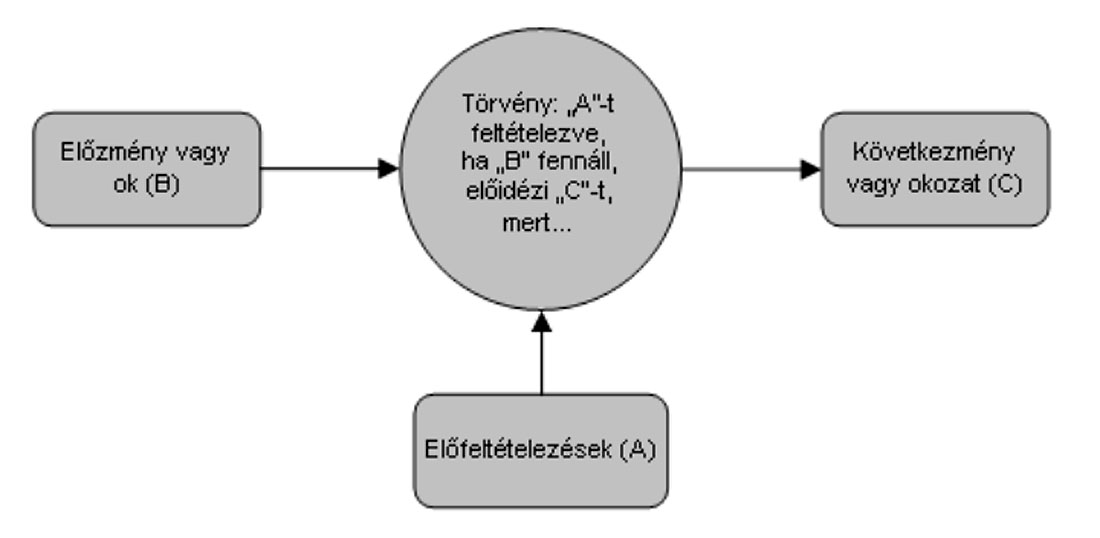 Előzmény vagy
ok (B)
Törvény: „A"-t
feltételezve,
ha „B" fennáll,
előidézi „C"-t,
mert...
Következmény
vagy okozat (C)
Előfeltételezések (A)